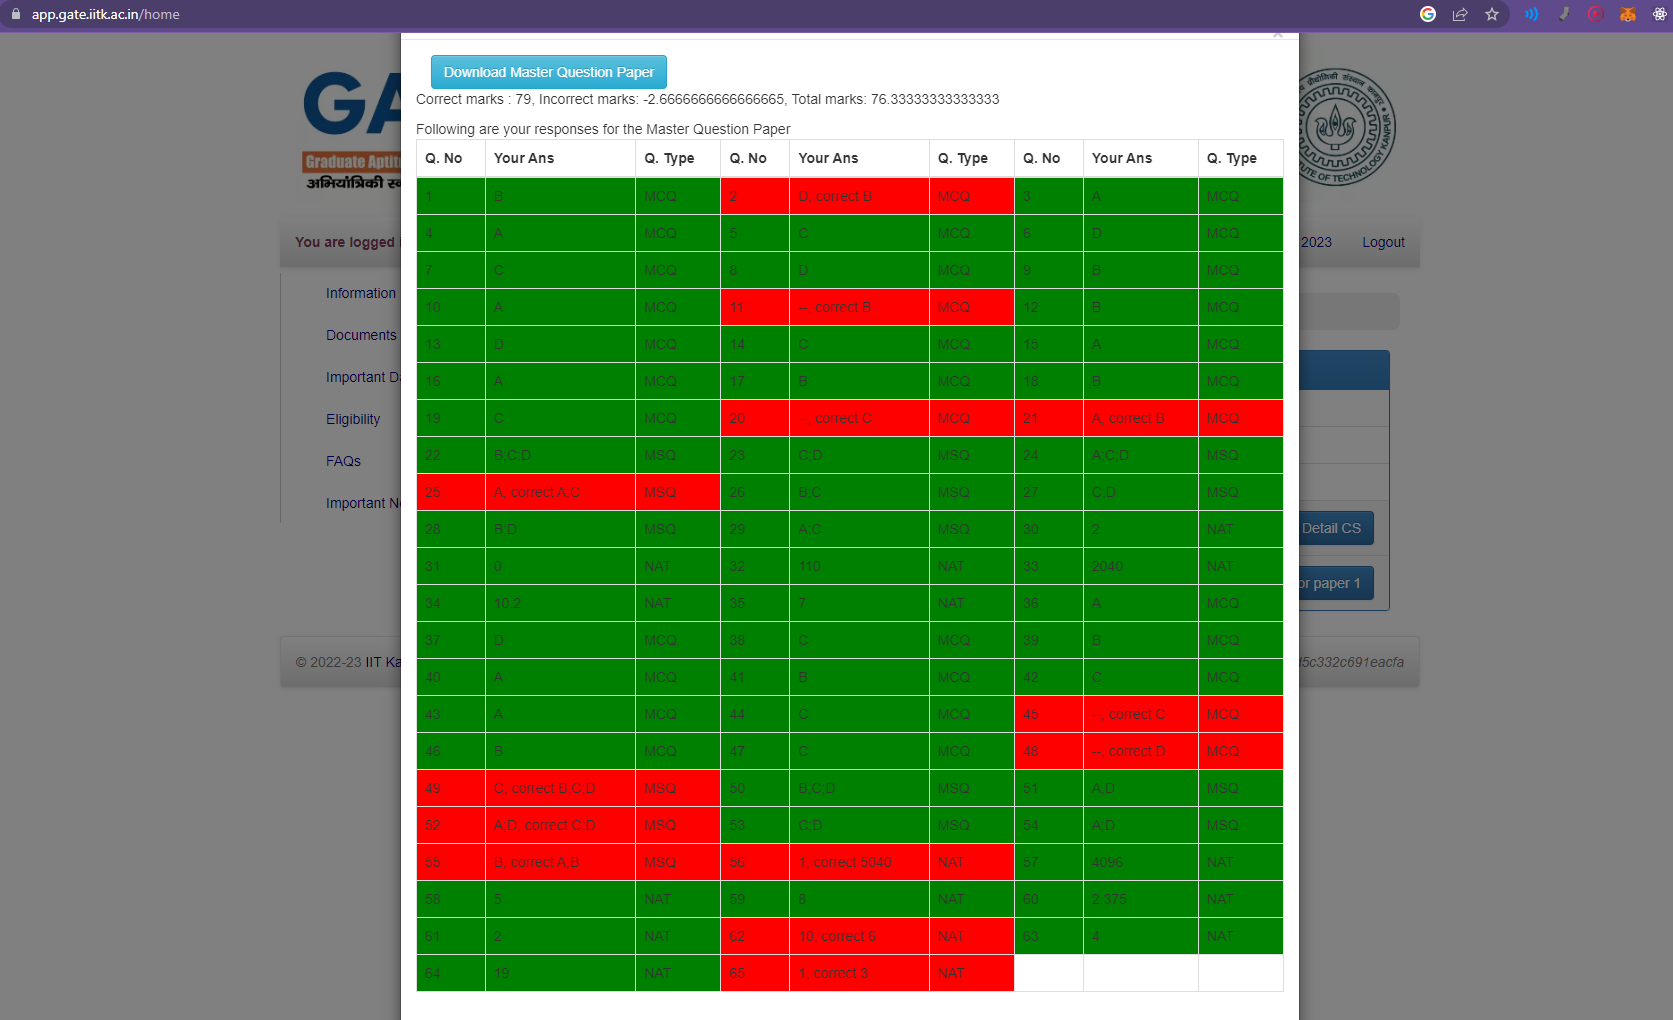 app.gate.iitk.ac.in/home
Download Master Question Paper
Correct marks : 79, Incorrect marks: -2.6666666666666665, Total marks: 76.33333333333333
Following are your responses for the Master Question Paper
Q. No Your Ans Q. Type Q. No Your Ans Q. Type Q. No Your Ans Q. Type
1 B MCQ 2 D, correct B MCQ 3 A MCQ
4 A MCQ 5 C MCQ 6 D MCQ
7 C MCQ 8 D MCQ 9 B MCQ
10 A MCQ 11 --, correct B MCQ 12 B MCQ
13 D MCQ 14 C MCQ 15 A MCQ
16 A MCQ 17 B MCQ 18 B MCQ
19 C MCQ 20 --, correct C MCQ 21 A, correct B MCQ
22 B;C;D MSQ 23 C;D MSQ 24 A;C;D MSQ
25 A, correct A;C MSQ 26 B;C MSQ 27 C;D MSQ
28 B;D MSQ 29 A;C MSQ 30 2 NAT
31 0 NAT 32 110 NAT 33 2040 NAT
34 10.2 NAT 35 7 NAT 36 A MCQ
37 D MCQ 38 C MCQ 39 B MCQ
40 A MCQ 41 B MCQ 42 C MCQ
43 A MCQ 44 C MCQ 45 --, correct C MCQ
46 B MCQ 47 C MCQ 48 --, correct D MCQ
49 C, correct B;C;D MSQ 50 B;C;D MSQ 51 A;D MSQ
52 A;D, correct C;D MSQ 53 C;D MSQ 54 A;D MSQ
55 B, correct A;B MSQ 56 1, correct 5040 NAT 57 4096 NAT
58 5 NAT 59 8 NAT 60 2.375 NAT
61 2 NAT 62 10, correct 6 NAT 63 4 NAT
64 19 NAT 65 1, correct 3 NAT
GA
Graduate Aptit
अभियांत्रिकी स्
You are logged
Information
Documents
Important Da
Eligibility
FAQs
Important No
© 2022-23 IIT Ka
2023 Logout
Detail CS
or paper 1
5c332c691eacfa
TE OF TECHNOLOGY KANPUR